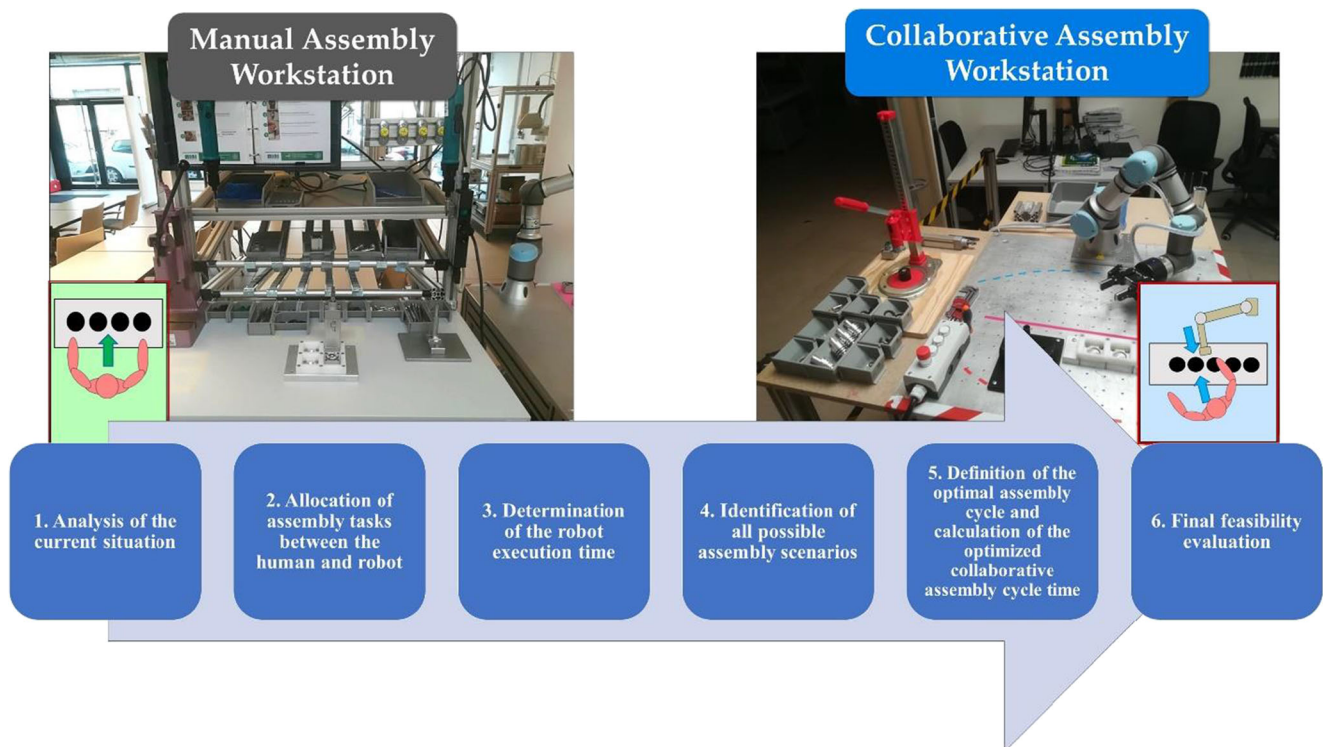 Manual Assembly
Workstation
Collaborative Assembly
Workstation
1. Analysis of the
current situation
2. Allocation of
assembly tasks
between the
human and robot
3. Determination
of the robot
execution time
4. Identification of
all possible
assembly scenarios
5. Definition of the
optimal assembly
cycle and
calculation of the
optimized
collaborative
assembly cycle time
6. Final feasibility
evaluation